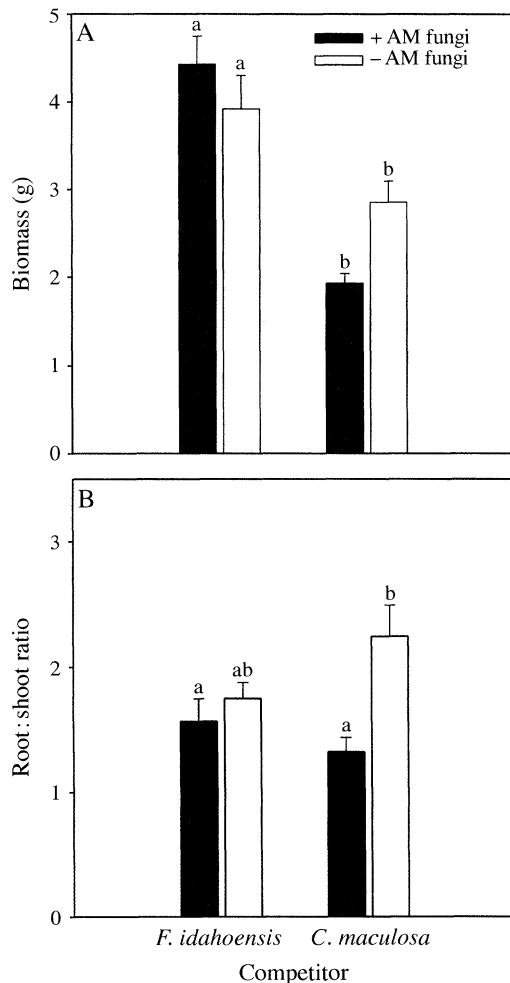 A
5
4
3
2
1
0
Biomass (g)
+ AM fungi
– AM fungi
a
a
b
b
B
3
2
1
0
Root : shoot ratio
a
ab
a
b
F. idahoensis
C. maculosa
Competitor